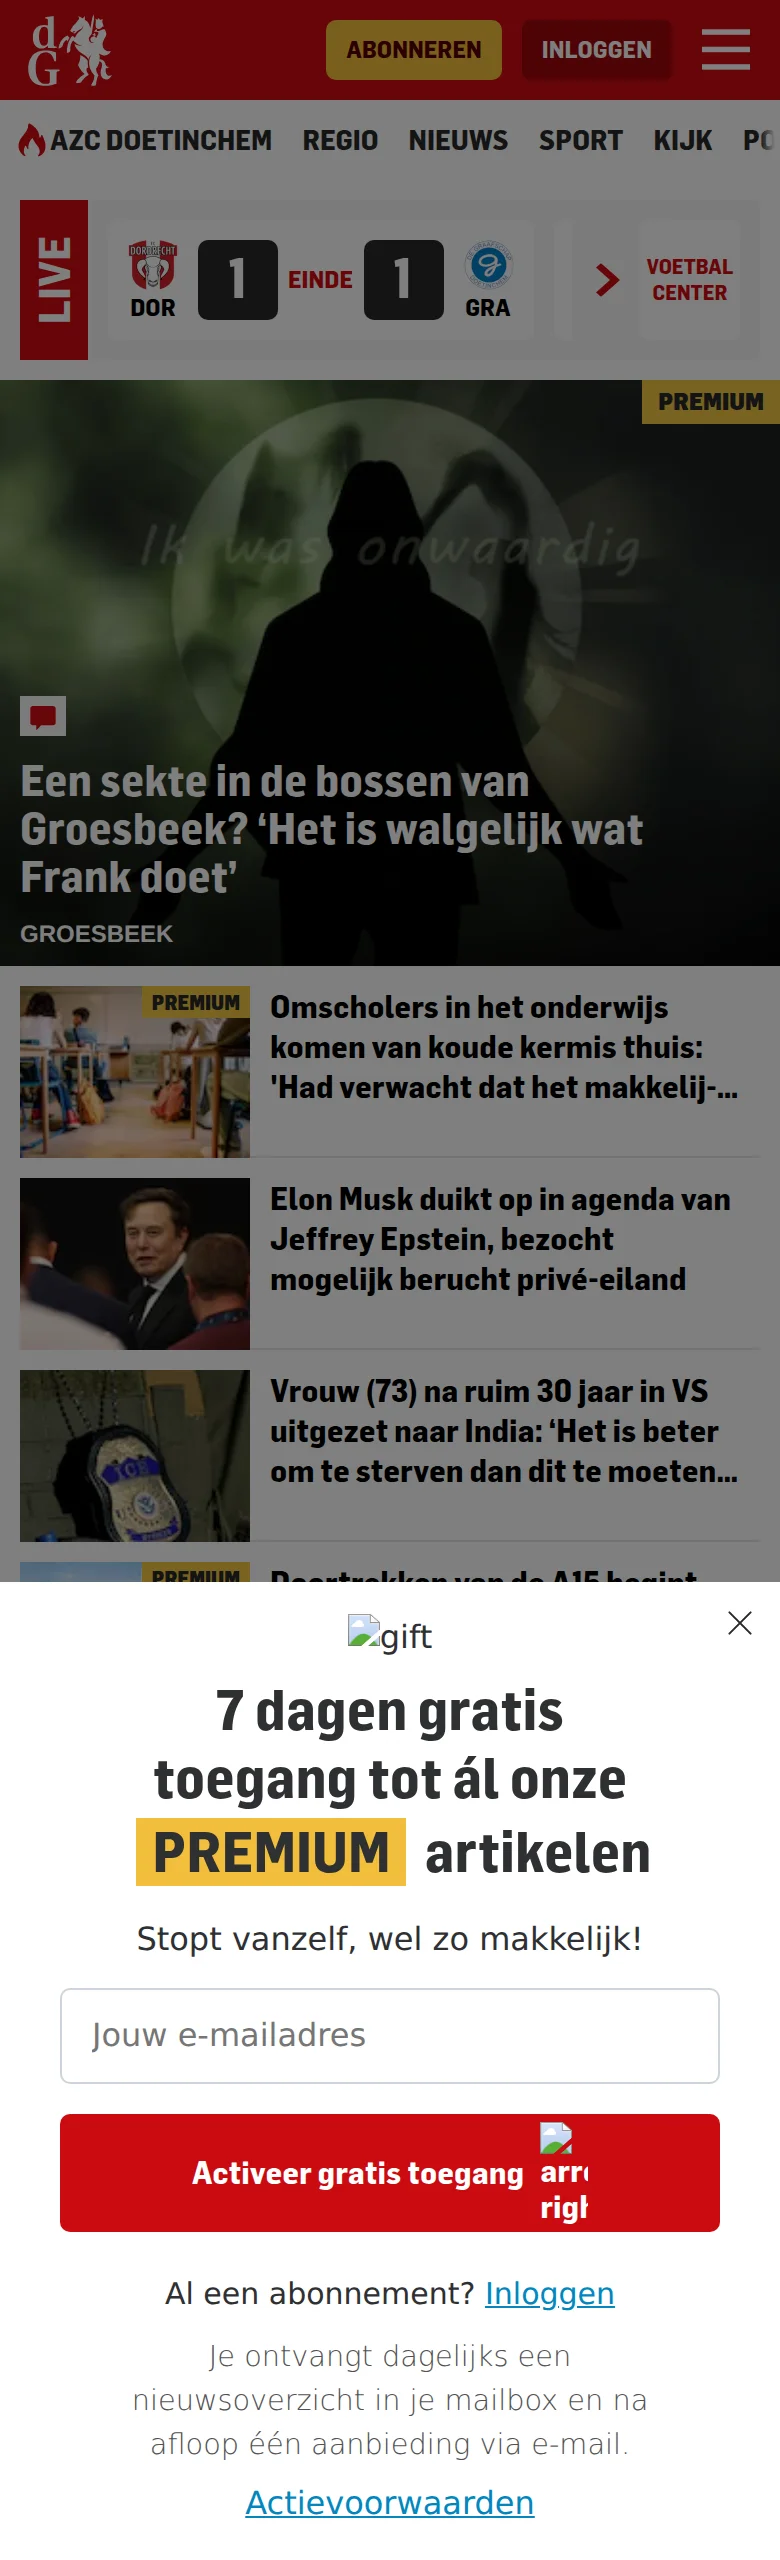 dG
ABONNEREN
INLOGGEN
AZC DOETINCHEM REGIO NIEUWS SPORT KIJK
LIVE
DORDRECHT
DOR
1
EINDE
1
GRA
VOETBAL
CENTER
PREMIUM
Ik was onwaardig
Een sekte in de bossen van
Groesbeek? ‘Het is walgelijk wat
Frank doet’
GROESBEEK
PREMIUM
Omscholers in het onderwijs
komen van koude kermis thuis:
'Had verwacht dat het makkelij-...
Elon Musk duikt op in agenda van
Jeffrey Epstein, bezocht
mogelijk berucht privé-eiland
ICE
Vrouw (73) na ruim 30 jaar in VS
uitgezet naar India: ‘Het is beter
om te sterven dan dit te moeten...
PREMIUM
Doortrekken van de A15 begint
gift
7 dagen gratis
toegang tot ál onze
PREMIUM artikelen
Stopt vanzelf, wel zo makkelijk!
Jouw e-mailadres
Activeer gratis toegang
Al een abonnement? Inloggen
Je ontvangt dagelijks een
nieuwsoverzicht in je mailbox en na
afloop één aanbieding via e-mail.
Actievoorwaarden